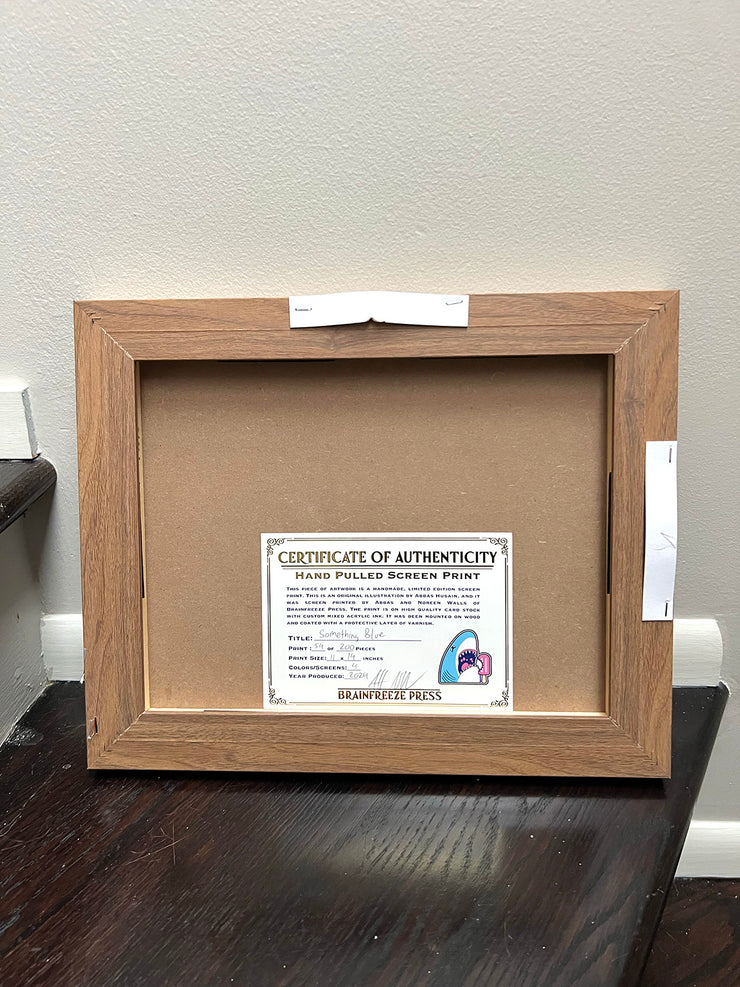 CERTIFICATE OF AUTHENTICITY
HAND PULLED SCREEN PRINT
THIS PIECE OF ARTWORK IS A HANDMADE, LIMITED EDITION SCREEN
PRINT. THIS IS AN ORIGINAL ILLUSTRATION BY ABBAS HUSAIN, AND IT
WAS SCREEN PRINTED BY ABBAS AND NOREEN WALLS OF
BRAINFREEZE PRESS. THE PRINT IS ON HIGH QUALITY CARD STOCK
WITH CUSTOM MIXED ACRYLIC INK. IT HAS BEEN MOUNTED ON WOOD
AND COATED WITH A PROTECTIVE LAYER OF VARNISH.
TITLE: Something Blue
PRINT: 54 OF 200 PIECES
PRINT SIZE: 11 x 14 INCHES
COLORS/SCREENS: 4
YEAR PRODUCED: 2024
BRAINFREEZE PRESS